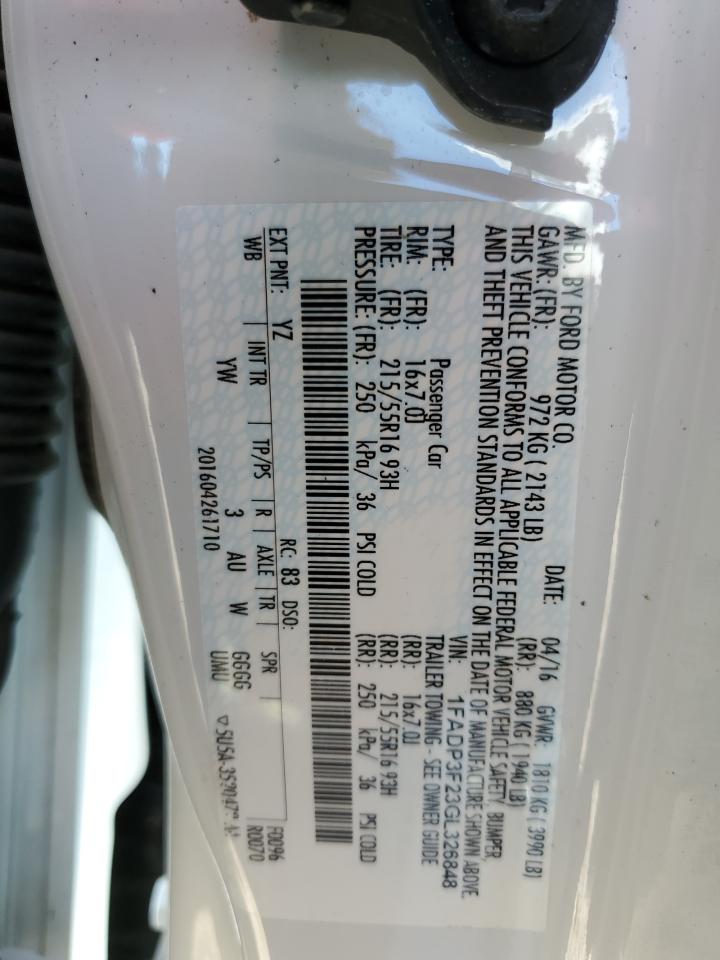 MFD. BY FORD MOTOR CO. DATE: 04/16 GVWR: 1810 KG ( 3990 LB)
GAWR: (FR): 972 KG ( 2143 LB) (RR): 880 KG ( 1940 LB)
THIS VEHICLE CONFORMS TO ALL APPLICABLE FEDERAL MOTOR VEHICLE SAFETY, BUMPER,
AND THEFT PREVENTION STANDARDS IN EFFECT ON THE DATE OF MANUFACTURE SHOWN ABOVE
VIN: 1FADP3F23GL326848
TYPE: Passenger Car TRAILER TOWING - SEE OWNER GUIDE
RIM: (FR): 16x7.0J (RR): 16x7.0J
TIRE: (FR): 215/55R16 93H (RR): 215/55R16 93H
PRESSURE: (FR): 250 kPa/ 36 PSI COLD (RR): 250 kPa/ 36 PSI COLD
EXT PNT: YZ RC: 83 DSO: F0096
WB INT TR TP/PS R AXLE TR SPR R0070
YW 3 AU W GGGG
201604261710 UMU